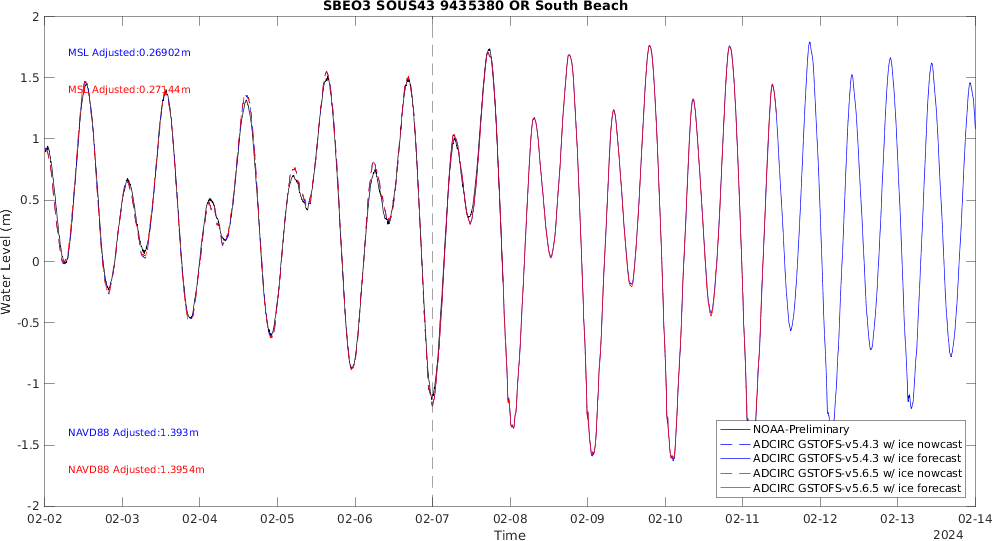 SBEO3 SOUS43 9435380 OR South Beach
Water Level (m)
2
1.5
1
0.5
0
-0.5
-1
-1.5
-2
MSL Adjusted:0.26902m
MSL Adjusted:0.27144m
NAVD88 Adjusted:1.393m
NAVD88 Adjusted:1.3954m
NOAA-Preliminary
ADCIRC GSTOFS-v5.4.3 w/ ice nowcast
ADCIRC GSTOFS-v5.4.3 w/ ice forecast
ADCIRC GSTOFS-v5.6.5 w/ ice nowcast
ADCIRC GSTOFS-v5.6.5 w/ ice forecast
02-02 02-03 02-04 02-05 02-06 02-07 02-08 02-09 02-10 02-11 02-12 02-13 02-14
Time
2024